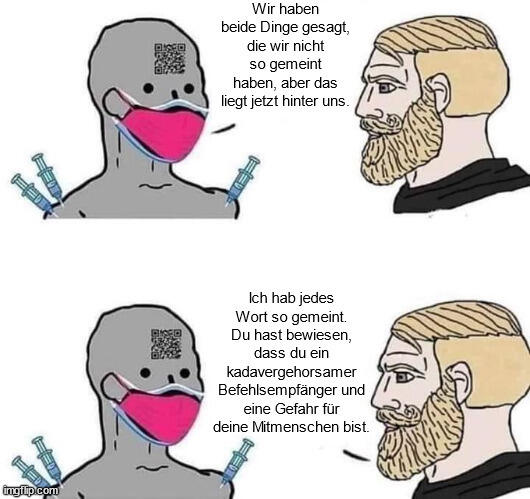 Wir haben
beide Dinge gesagt,
die wir nicht
so gemeint
haben, aber das
liegt jetzt hinter uns.
Ich hab jedes
Wort so gemeint.
Du hast bewiesen,
dass du ein
kadavergehorsamer
Befehlsempfänger und
eine Gefahr für
deine Mitmenschen bist.
imgflip.com